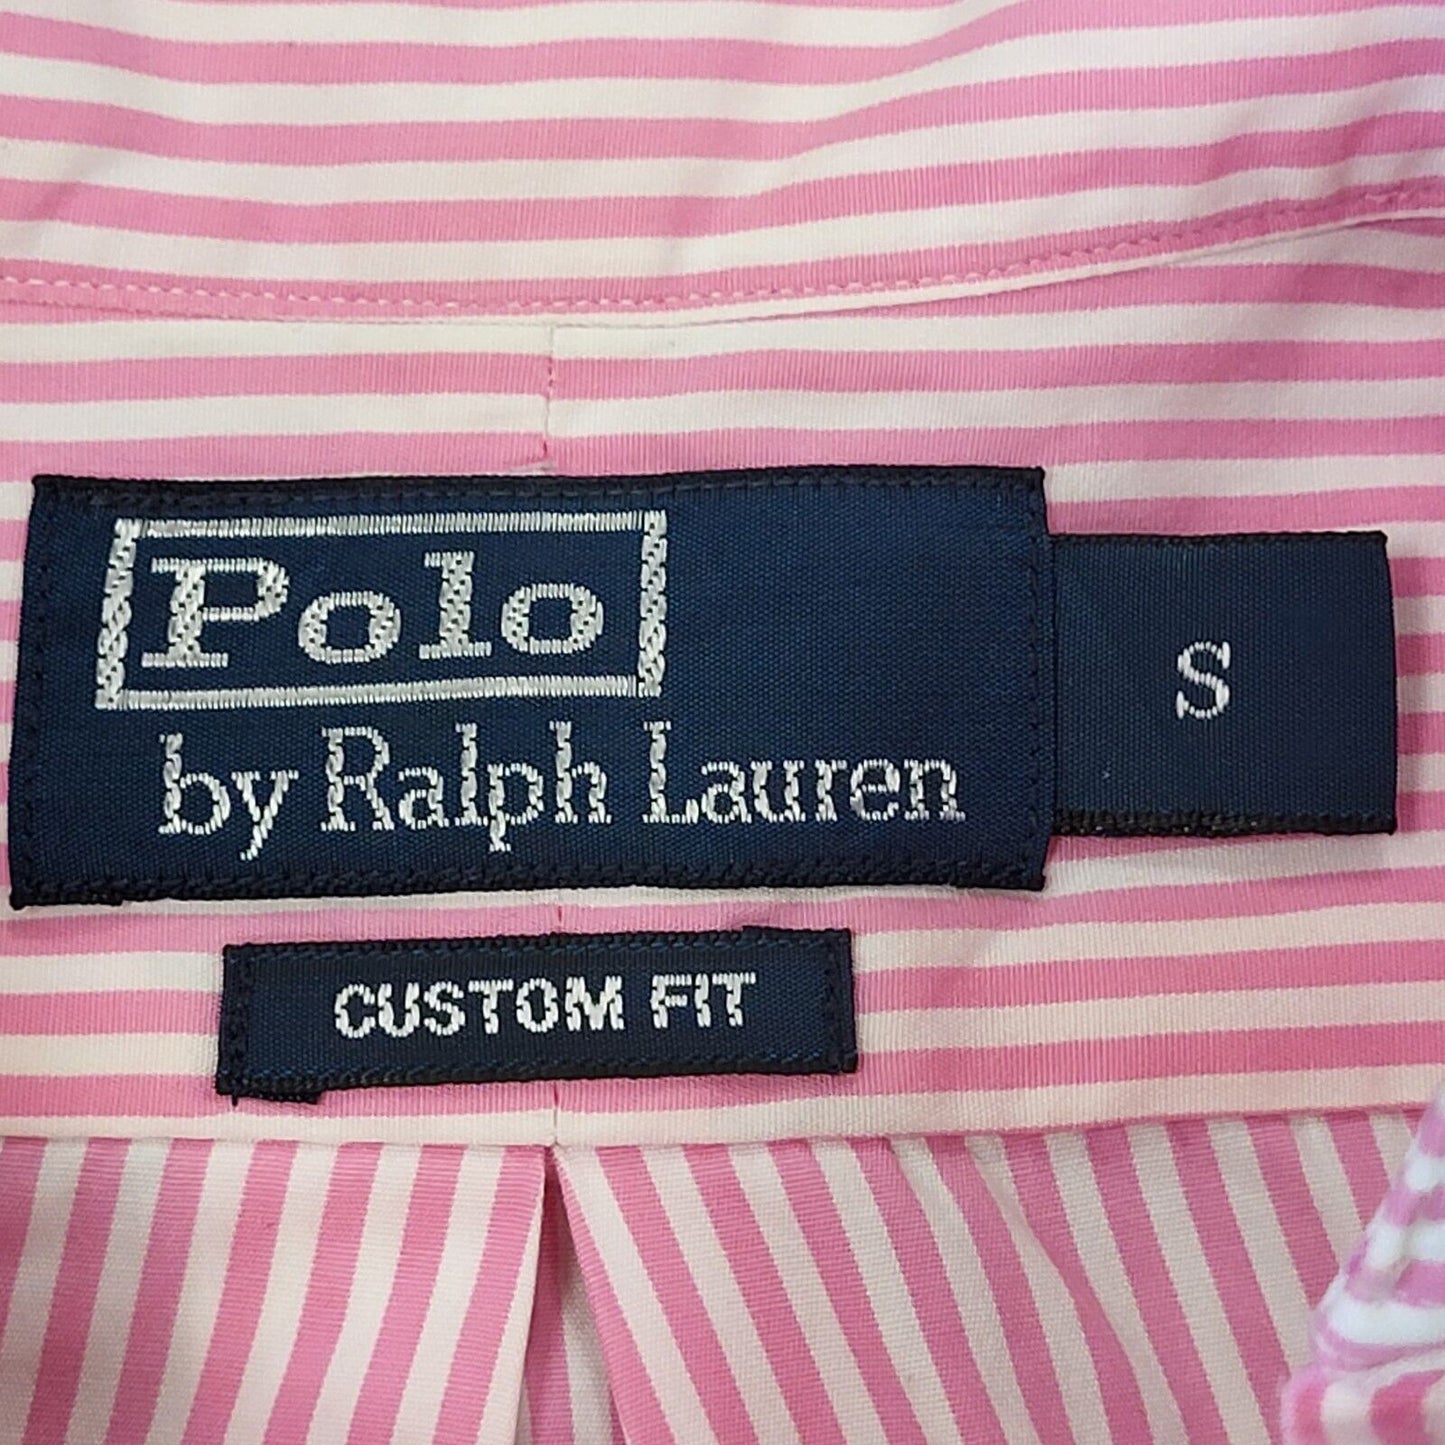 Polo
by Ralph Lauren
S
CUSTOM FIT